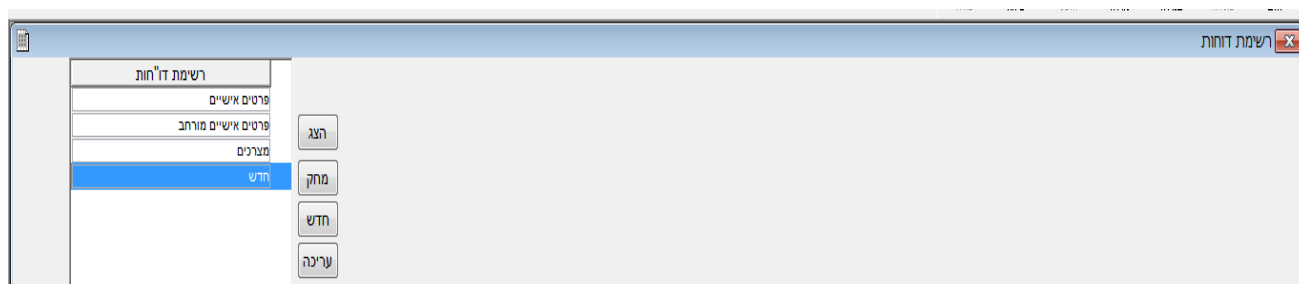 רשימת דוחות
רשימת דו"חות
פרטים אישיים
פרטים אישיים מורחב
מצרכים
חדש
הצג
מחק
חדש
עריכה